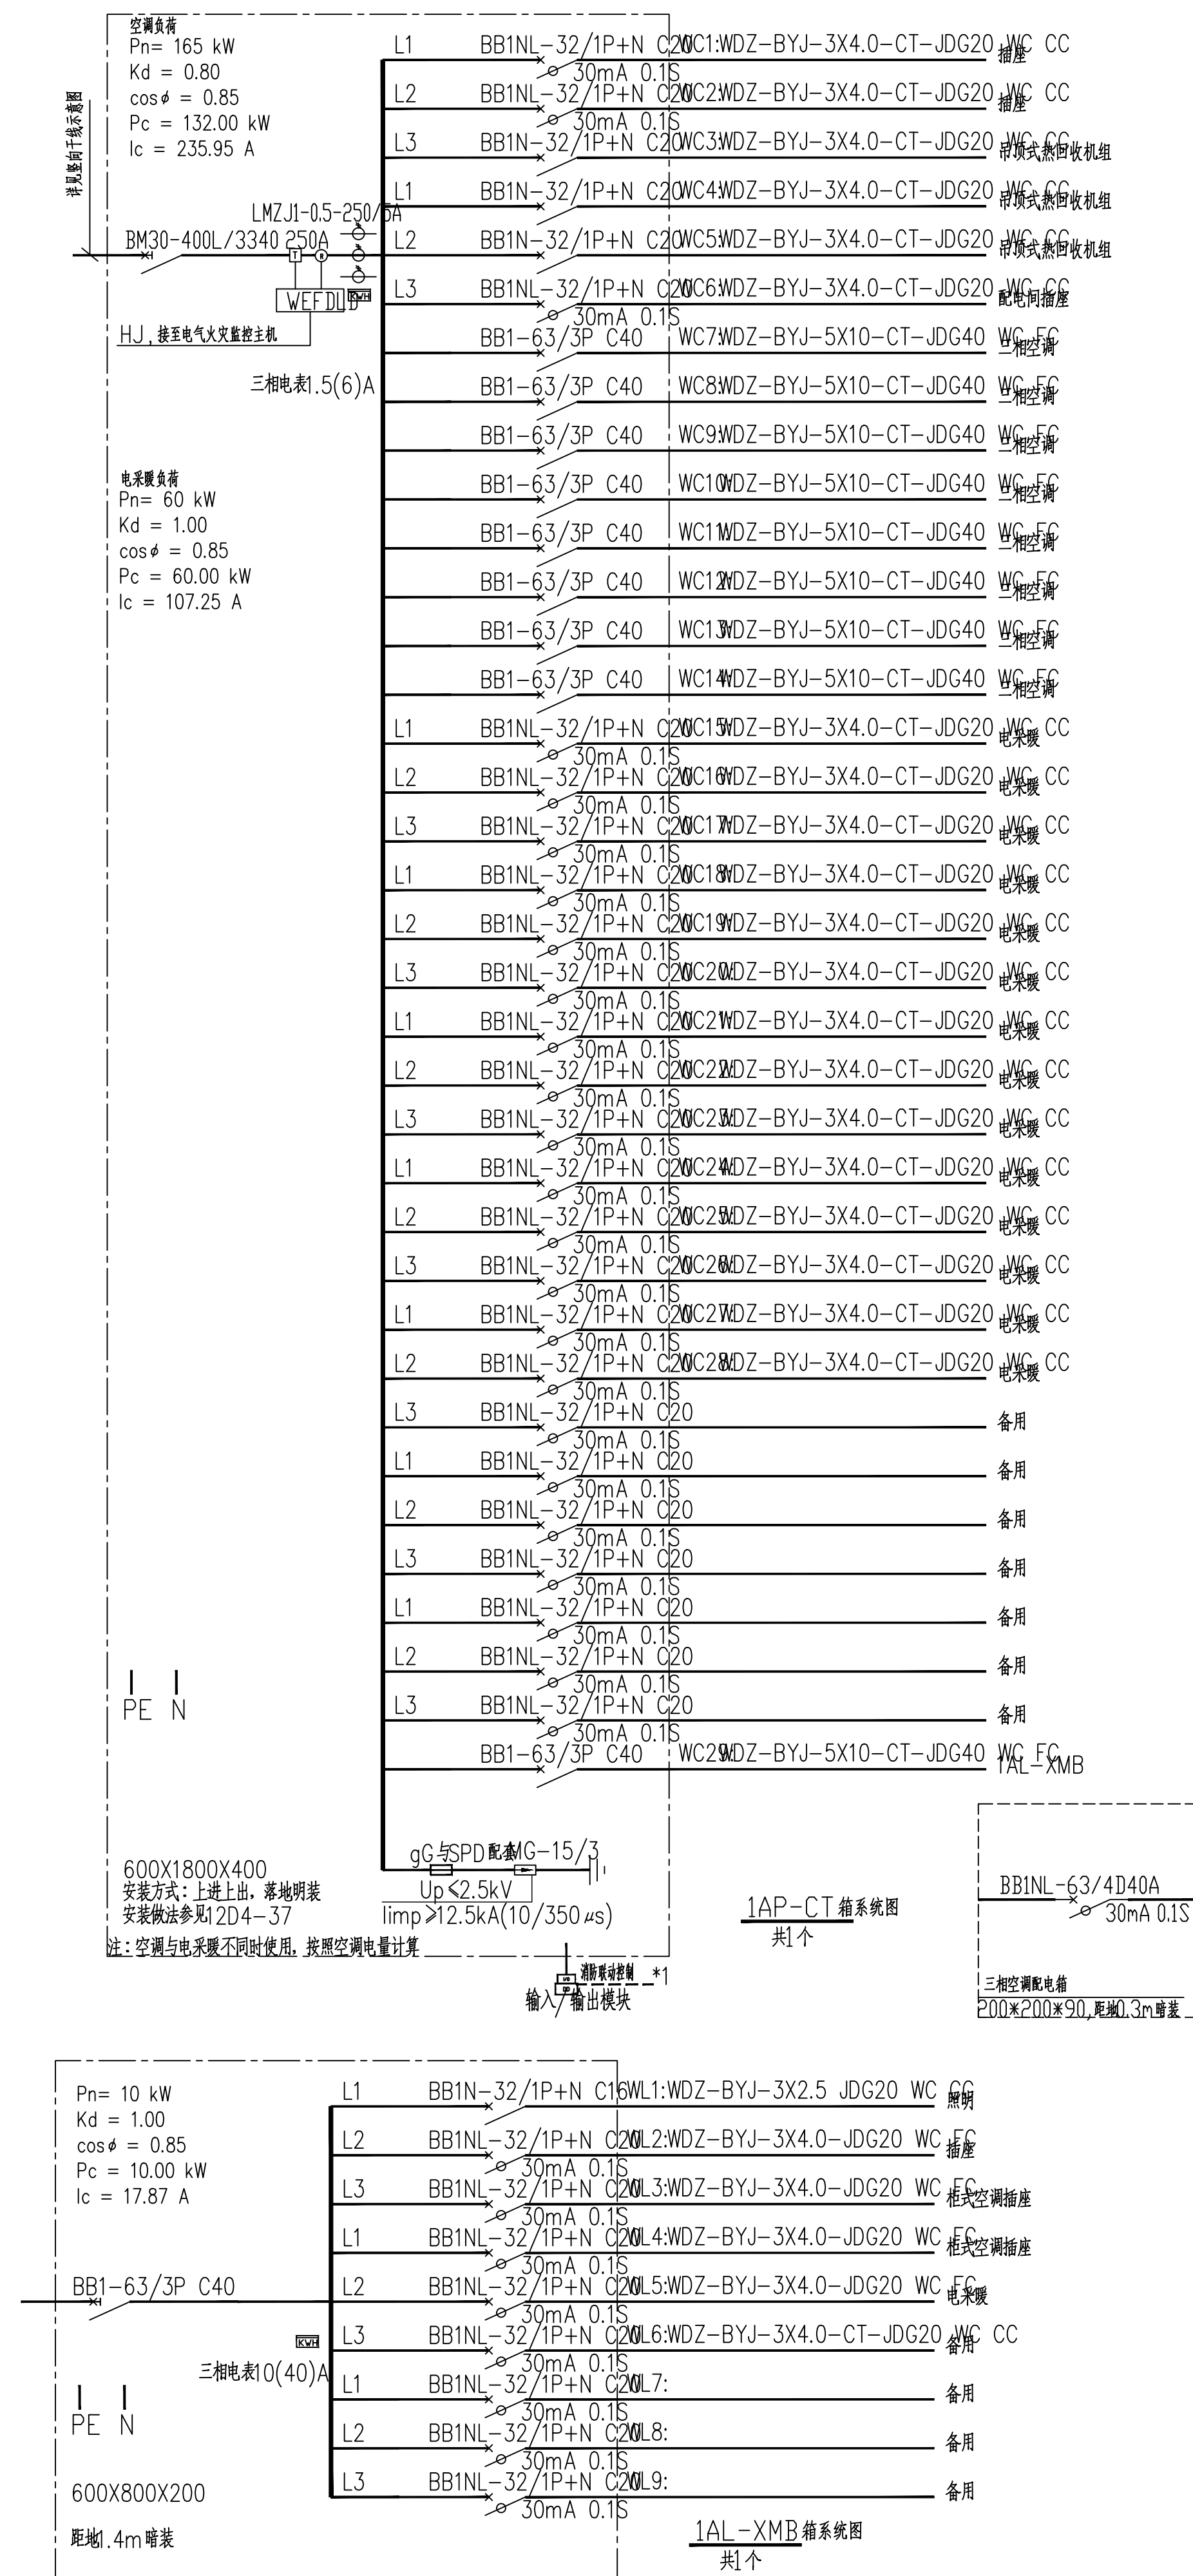 空调负荷
Pn= 165 kW
Kd = 0.80
cosϕ = 0.85
Pc = 132.00 kW
Ic = 235.95 A
详见竖向干线示意图
LMZJ1-0.5-250/5A
BM30-400L/3340 250A
T
R
WEFDLD
KWH
HJ, 接至电气火灾监控主机
三相电表1.5(6)A
电采暖负荷
Pn= 60 kW
Kd = 1.00
cosϕ = 0.85
Pc = 60.00 kW
Ic = 107.25 A
L1 BB1NL-32/1P+N C20 WC1:WDZ-BYJ-3X4.0-CT-JDG20 WC CC 插座
30mA 0.1S
L2 BB1NL-32/1P+N C20 WC2:WDZ-BYJ-3X4.0-CT-JDG20 WC CC 插座
30mA 0.1S
L3 BB1N-32/1P+N C20 WC3:WDZ-BYJ-3X4.0-CT-JDG20 WC CC 吊顶式热回收机组
L1 BB1N-32/1P+N C20 WC4:WDZ-BYJ-3X4.0-CT-JDG20 WC CC 吊顶式热回收机组
L2 BB1N-32/1P+N C20 WC5:WDZ-BYJ-3X4.0-CT-JDG20 WC CC 吊顶式热回收机组
L3 BB1NL-32/1P+N C20 WC6:WDZ-BYJ-3X4.0-CT-JDG20 WC CC 配电间插座
30mA 0.1S
BB1-63/3P C40 WC7:WDZ-BYJ-5X10-CT-JDG40 WC FC 三相空调
BB1-63/3P C40 WC8:WDZ-BYJ-5X10-CT-JDG40 WC FC 三相空调
BB1-63/3P C40 WC9:WDZ-BYJ-5X10-CT-JDG40 WC FC 三相空调
BB1-63/3P C40 WC10:WDZ-BYJ-5X10-CT-JDG40 WC FC 三相空调
BB1-63/3P C40 WC11:WDZ-BYJ-5X10-CT-JDG40 WC FC 三相空调
BB1-63/3P C40 WC12:WDZ-BYJ-5X10-CT-JDG40 WC FC 三相空调
BB1-63/3P C40 WC13:WDZ-BYJ-5X10-CT-JDG40 WC FC 三相空调
BB1-63/3P C40 WC14:WDZ-BYJ-5X10-CT-JDG40 WC FC 三相空调
L1 BB1NL-32/1P+N C20 WC15:WDZ-BYJ-3X4.0-CT-JDG20 WC CC 电采暖
30mA 0.1S
L2 BB1NL-32/1P+N C20 WC16:WDZ-BYJ-3X4.0-CT-JDG20 WC CC 电采暖
30mA 0.1S
L3 BB1NL-32/1P+N C20 WC17:WDZ-BYJ-3X4.0-CT-JDG20 WC CC 电采暖
30mA 0.1S
L1 BB1NL-32/1P+N C20 WC18:WDZ-BYJ-3X4.0-CT-JDG20 WC CC 电采暖
30mA 0.1S
L2 BB1NL-32/1P+N C20 WC19:WDZ-BYJ-3X4.0-CT-JDG20 WC CC 电采暖
30mA 0.1S
L3 BB1NL-32/1P+N C20 WC20:WDZ-BYJ-3X4.0-CT-JDG20 WC CC 电采暖
30mA 0.1S
L1 BB1NL-32/1P+N C20 WC21:WDZ-BYJ-3X4.0-CT-JDG20 WC CC 电采暖
30mA 0.1S
L2 BB1NL-32/1P+N C20 WC22:WDZ-BYJ-3X4.0-CT-JDG20 WC CC 电采暖
30mA 0.1S
L3 BB1NL-32/1P+N C20 WC23:WDZ-BYJ-3X4.0-CT-JDG20 WC CC 电采暖
30mA 0.1S
L1 BB1NL-32/1P+N C20 WC24:WDZ-BYJ-3X4.0-CT-JDG20 WC CC 电采暖
30mA 0.1S
L2 BB1NL-32/1P+N C20 WC25:WDZ-BYJ-3X4.0-CT-JDG20 WC CC 电采暖
30mA 0.1S
L3 BB1NL-32/1P+N C20 WC26:WDZ-BYJ-3X4.0-CT-JDG20 WC CC 电采暖
30mA 0.1S
L1 BB1NL-32/1P+N C20 WC27:WDZ-BYJ-3X4.0-CT-JDG20 WC CC 电采暖
30mA 0.1S
L2 BB1NL-32/1P+N C20 WC28:WDZ-BYJ-3X4.0-CT-JDG20 WC CC 电采暖
30mA 0.1S
L3 BB1NL-32/1P+N C20 备用
30mA 0.1S
L1 BB1NL-32/1P+N C20 备用
30mA 0.1S
L2 BB1NL-32/1P+N C20 备用
30mA 0.1S
L3 BB1NL-32/1P+N C20 备用
30mA 0.1S
L1 BB1NL-32/1P+N C20 备用
30mA 0.1S
L2 BB1NL-32/1P+N C20 备用
30mA 0.1S
L3 BB1NL-32/1P+N C20 备用
30mA 0.1S
BB1-63/3P C40 WC29:WDZ-BYJ-5X10-CT-JDG40 WC FC 1AL-XMB
PE N
gG与SPD配套 MG-15/3
Up≤2.5kV
Iimp≥12.5kA(10/350μs)
600X1800X400
安装方式：上进上出，落地明装
安装做法参见12D4-37
注：空调与电采暖不同时使用，按照空调电量计算
消防联动控制 *1
输入/输出模块
1AP-CT 箱系统图
共1个
BB1NL-63/4D40A
30mA 0.1S
三相空调配电箱
200*200*90,距地0.3m暗装
Pn= 10 kW
Kd = 1.00
cosϕ = 0.85
Pc = 10.00 kW
Ic = 17.87 A
BB1-63/3P C40
KWH
三相电表10(40)A
PE N
600X800X200
距地1.4m暗装
L1 BB1N-32/1P+N C16 WL1:WDZ-BYJ-3X2.5 JDG20 WC CC 照明
L2 BB1NL-32/1P+N C20 WL2:WDZ-BYJ-3X4.0-JDG20 WC FC 插座
30mA 0.1S
L3 BB1NL-32/1P+N C20 WL3:WDZ-BYJ-3X4.0-JDG20 WC FC 柜式空调插座
30mA 0.1S
L1 BB1NL-32/1P+N C20 WL4:WDZ-BYJ-3X4.0-JDG20 WC FC 柜式空调插座
30mA 0.1S
L2 BB1NL-32/1P+N C20 WL5:WDZ-BYJ-3X4.0-JDG20 WC FC 电采暖
30mA 0.1S
L3 BB1NL-32/1P+N C20 WL6:WDZ-BYJ-3X4.0-CT-JDG20 WC CC 备用
30mA 0.1S
L1 BB1NL-32/1P+N C20 WL7: 备用
30mA 0.1S
L2 BB1NL-32/1P+N C20 WL8: 备用
30mA 0.1S
L3 BB1NL-32/1P+N C20 WL9: 备用
30mA 0.1S
1AL-XMB 箱系统图
共1个